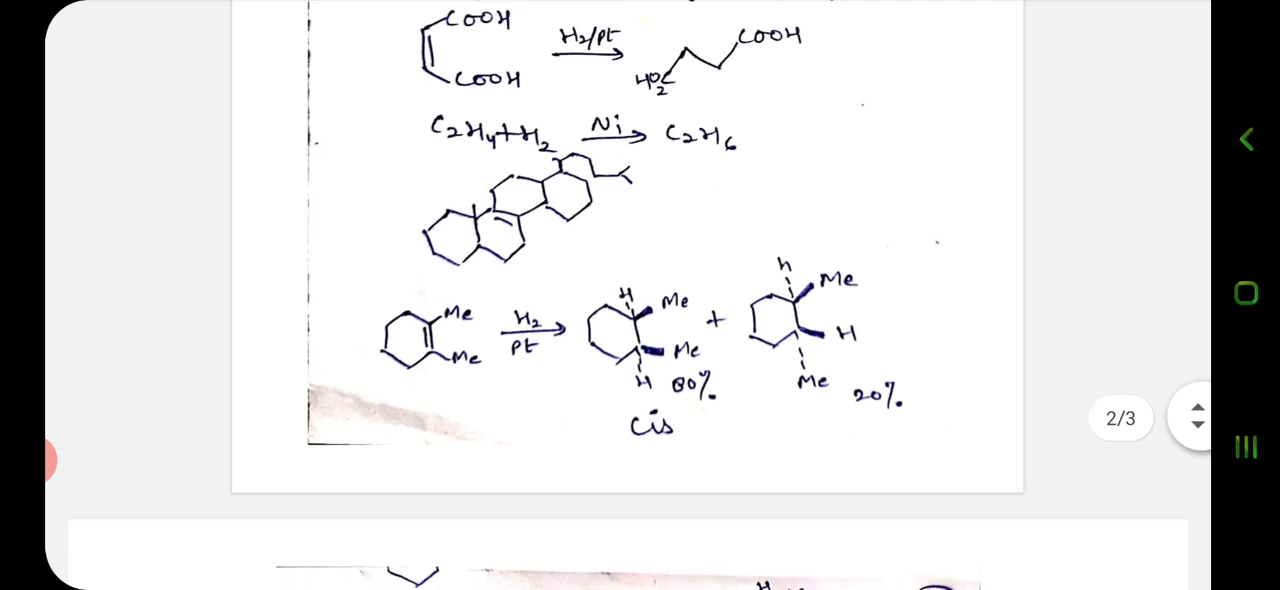 COOH
COOH H2/Pt HO2C COOH
C2H4+H2 Ni C2H6
Me Me H2 Pt H Me Me H 80% + H Me H Me 20%
cis
2/3
H